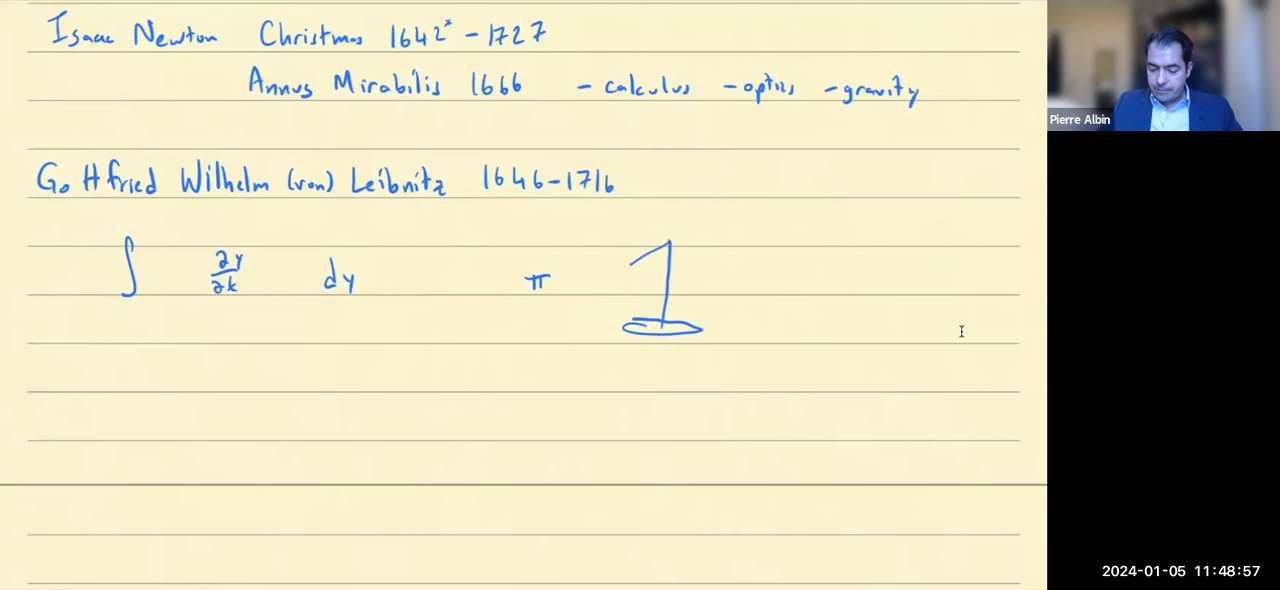 Isaac Newton Christmas 1642* - 1727
Annus Mirabilis 1666 - calculus - optics - gravity
Gottfried Wilhelm (von) Leibnitz 1646-1716
∫ ∂y/∂x dy π
Pierre Albin
2024-01-05 11:48:57